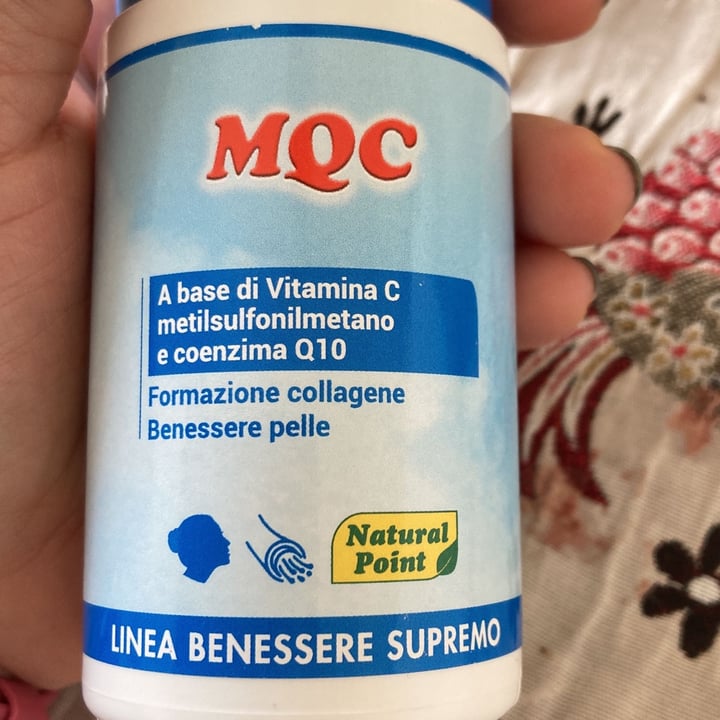 MQC
A base di Vitamina C
metilsulfonilmetano
e coenzima Q10
Formazione collagene
Benessere pelle
Natural
Point
LINEA BENESSERE SUPREMO